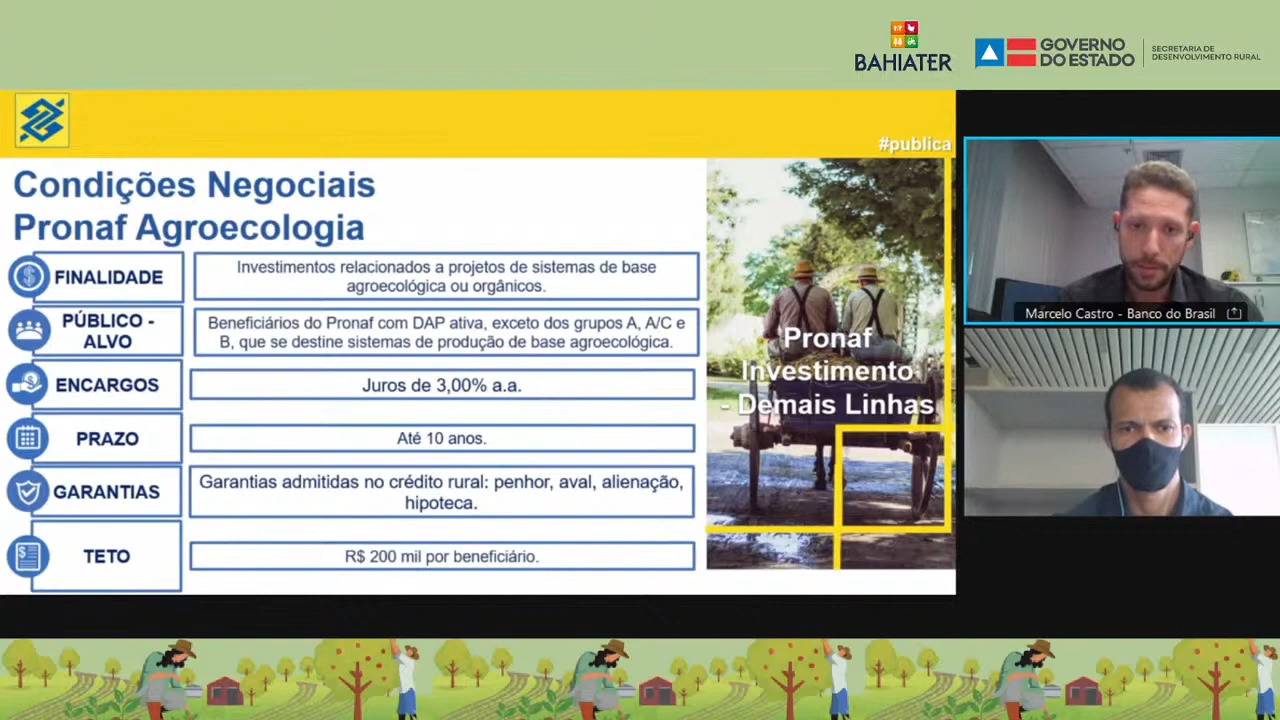 BAHIATER
GOVERNO
DO ESTADO
SECRETARIA DE
DESENVOLVIMENTO RURAL
#publica
Condições Negociais
Pronaf Agroecologia
FINALIDADE
Investimentos relacionados a projetos de sistemas de base
agroecológica ou orgânicos.
PÚBLICO -
ALVO
Beneficiários do Pronaf com DAP ativa, exceto dos grupos A, A/C e
B, que se destine sistemas de produção de base agroecológica.
ENCARGOS
Juros de 3,00% a.a.
PRAZO
Até 10 anos.
GARANTIAS
Garantias admitidas no crédito rural: penhor, aval, alienação,
hipoteca.
TETO
R$ 200 mil por beneficiário.
Pronaf
Investimento
- Demais Linhas
Marcelo Castro - Banco do Brasil